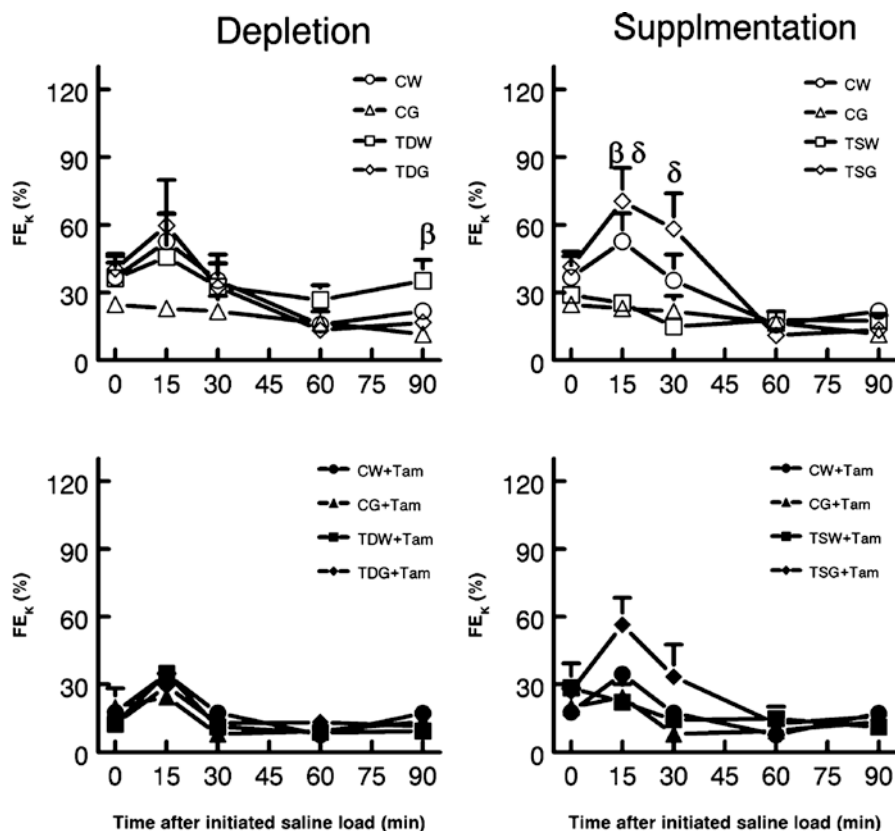 Depletion
120
90
60
30
0
FE_K (%)
CW
CG
TDW
TDG
β
0 15 30 45 60 75 90
Supplmentation
120
90
60
30
0
FE_K (%)
CW
CG
TSW
TSG
β δ
δ
0 15 30 45 60 75 90
120
90
60
30
0
FE_K (%)
CW+Tam
CG+Tam
TDW+Tam
TDG+Tam
0 15 30 45 60 75 90
Time after initiated saline load (min)
120
90
60
30
0
FE_K (%)
CW+Tam
CG+Tam
TSW+Tam
TSG+Tam
0 15 30 45 60 75 90
Time after initiated saline load (min)